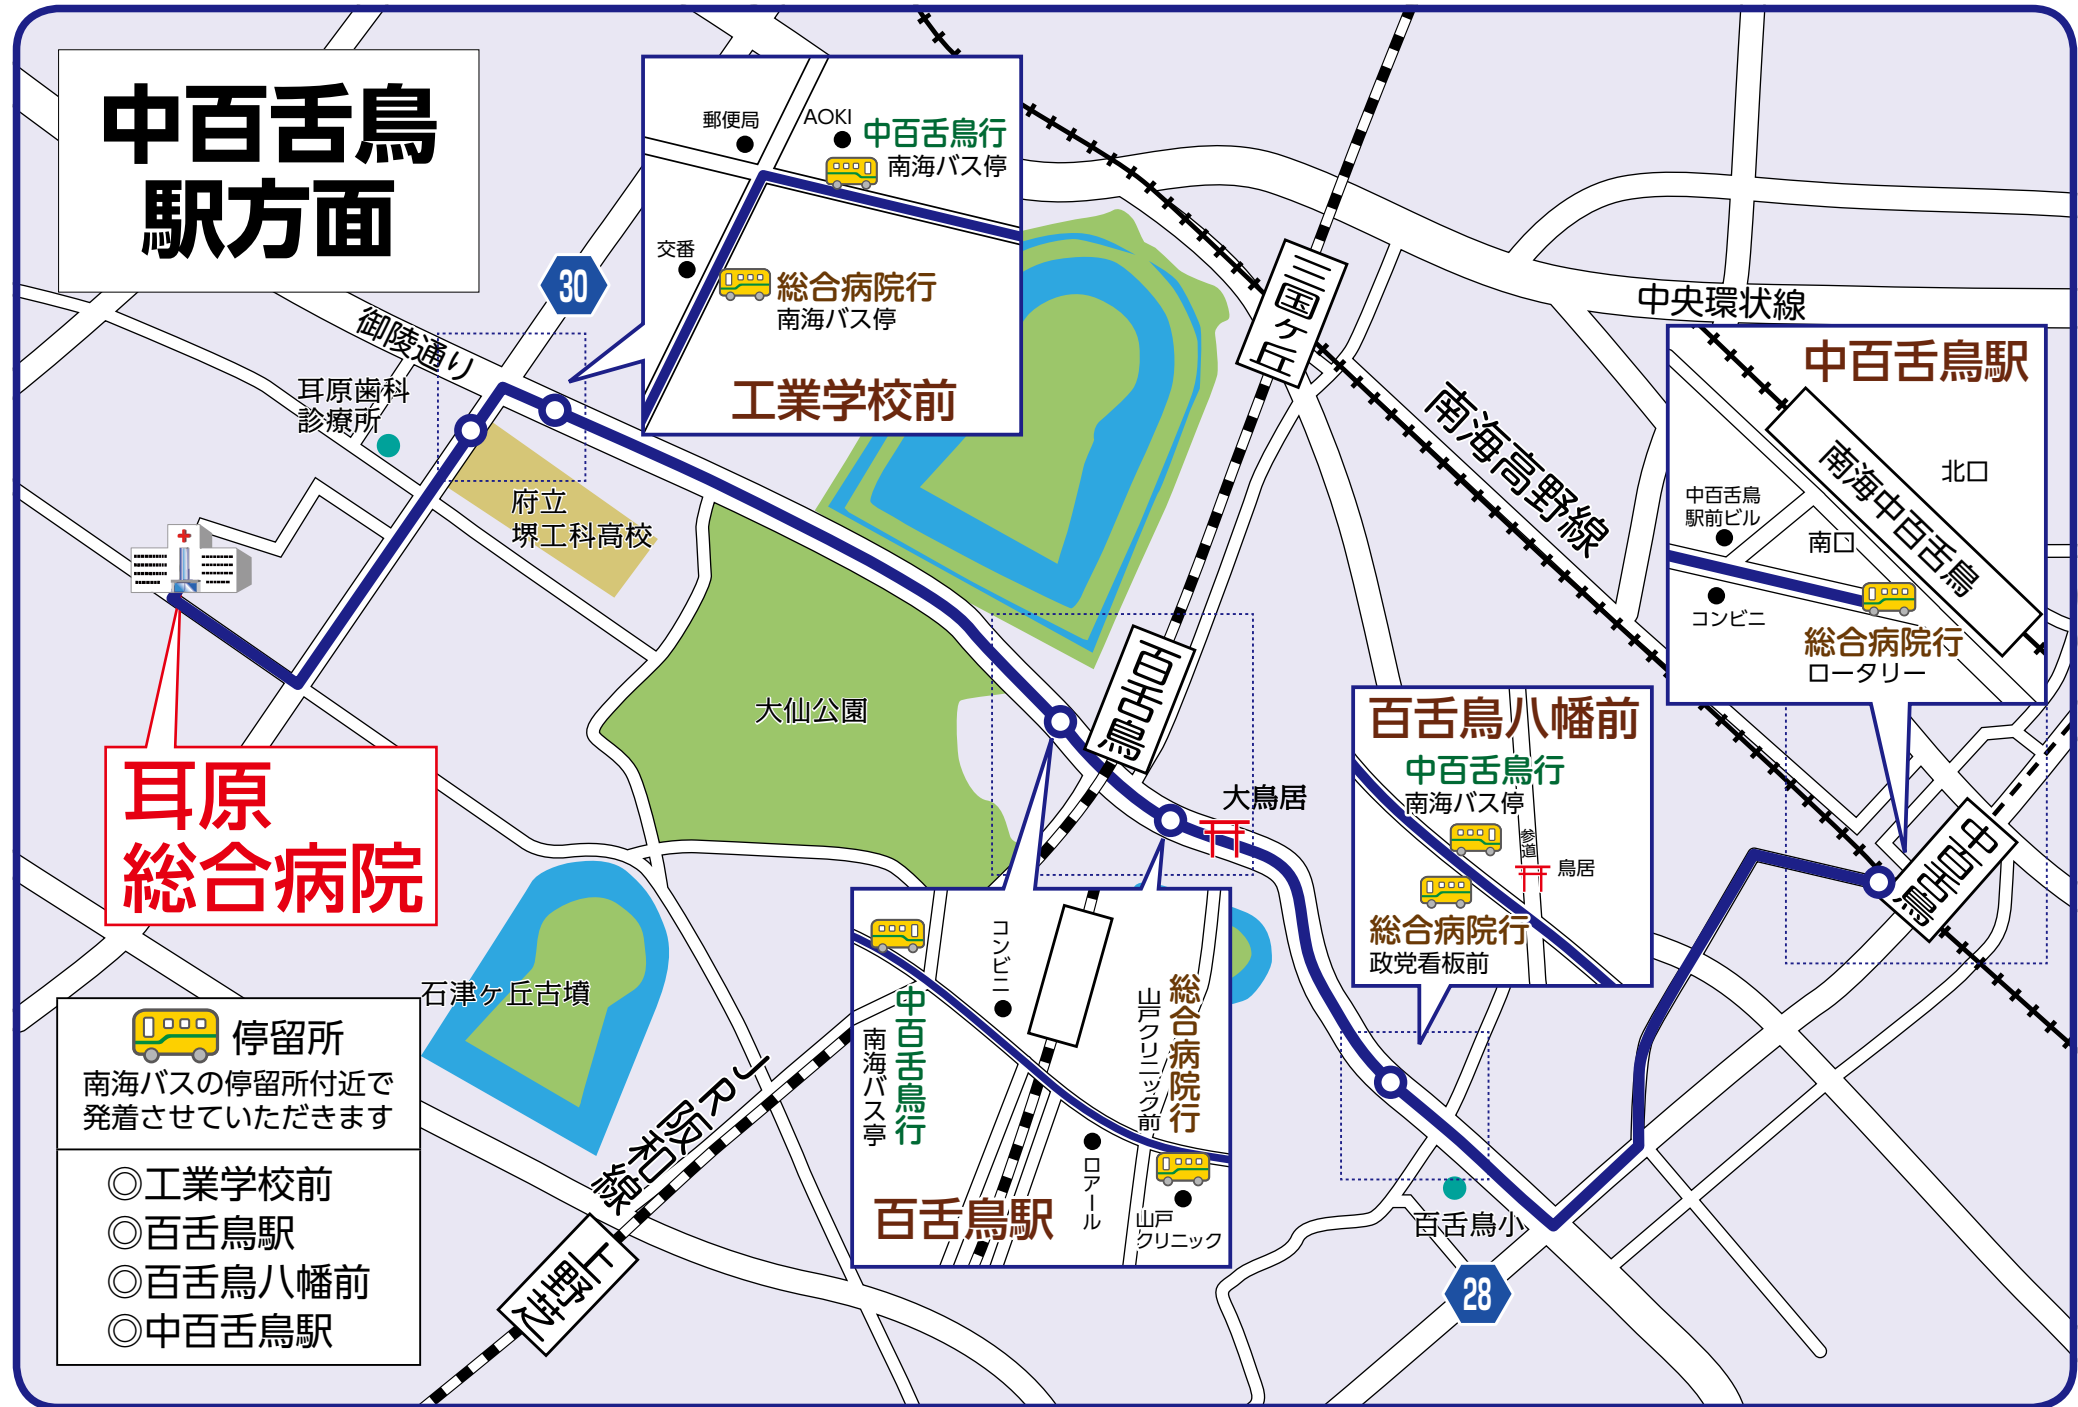 中百舌鳥
駅方面
郵便局
AOKI
中百舌鳥行
南海バス停
交番
総合病院行
南海バス停
工業学校前
30
御陵通り
耳原歯科
診療所
府立
堺工科高校
三国ヶ丘
中央環状線
南海高野線
中百舌鳥駅
北口
南海中百舌鳥
中百舌鳥
駅前ビル
南口
コンビニ
総合病院行
ロータリー
大仙公園
百舌鳥
大鳥居
耳原
総合病院
百舌鳥八幡前
中百舌鳥行
南海バス停
参道
鳥居
総合病院行
政党看板前
中百舌鳥
石津ヶ丘古墳
コンビニ
中百舌鳥行
南海バス亭
総合病院行
山戸クリニック前
ロアール
山戸
クリニック
百舌鳥駅
停留所
南海バスの停留所付近で
発着させていただきます
◎工業学校前
◎百舌鳥駅
◎百舌鳥八幡前
◎中百舌鳥駅
JR阪和線
上野芝
百舌鳥小
28